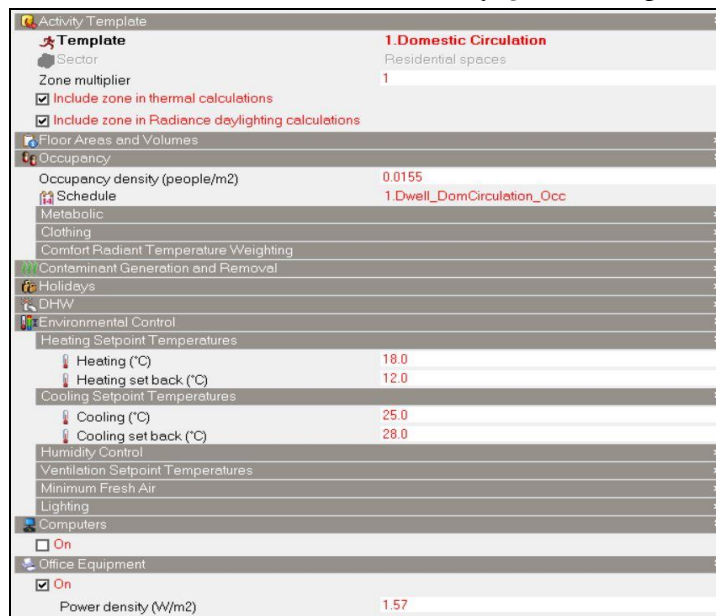 Activity Template
Template 1.Domestic Circulation
Sector Residential spaces
Zone multiplier 1
Include zone in thermal calculations
Include zone in Radiance daylighting calculations
Floor Areas and Volumes
Occupancy
Occupancy density (people/m2) 0.0155
Schedule 1.Dwell_DomCirculation_Occ
Metabolic
Clothing
Comfort Radiant Temperature Weighting
Contaminant Generation and Removal
Holidays
DHW
Environmental Control
Heating Setpoint Temperatures
Heating (°C) 18.0
Heating set back (°C) 12.0
Cooling Setpoint Temperatures
Cooling (°C) 25.0
Cooling set back (°C) 28.0
Humidity Control
Ventilation Setpoint Temperatures
Minimum Fresh Air
Lighting
Computers
On
Office Equipment
On
Power density (W/m2) 1.57